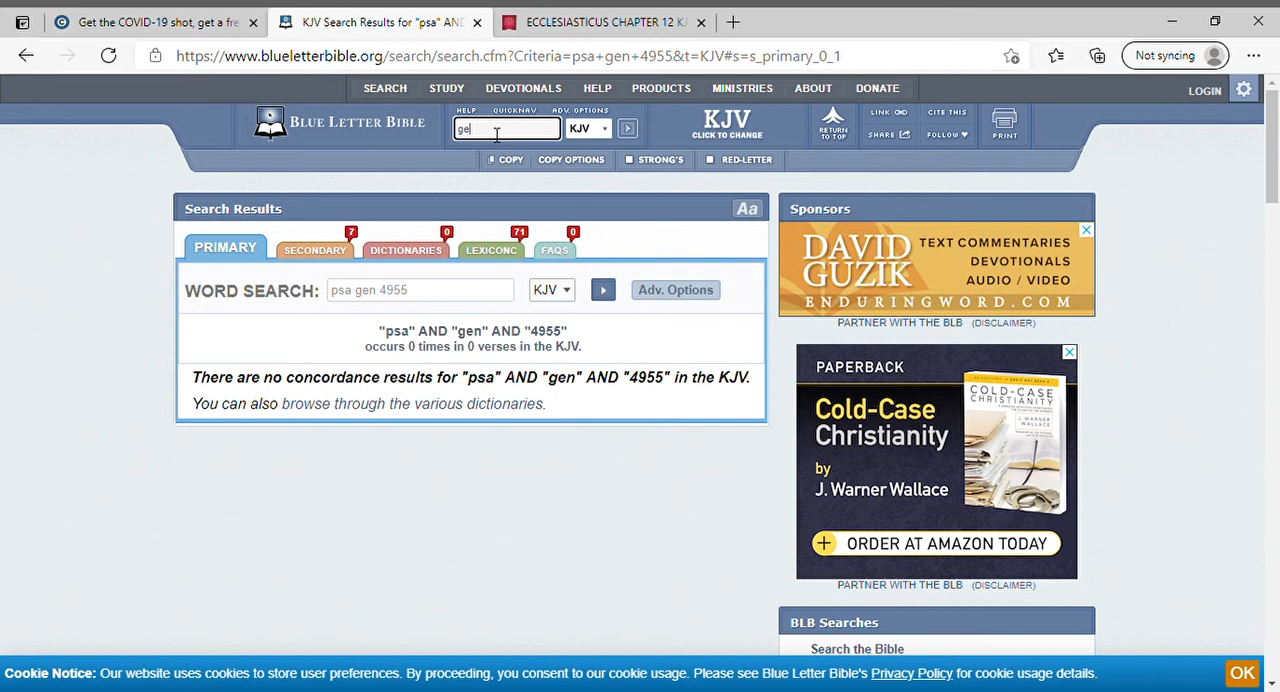 Get the COVID-19 shot, get a fre
KJV Search Results for "psa" AND
ECCLESIASTICUS CHAPTER 12 KJ
https://www.blueletterbible.org/search/search.cfm?Criteria=psa+gen+4955&t=KJV#s=s_primary_0_1
Not syncing
SEARCH STUDY DEVOTIONALS HELP PRODUCTS MINISTRIES ABOUT DONATE LOGIN
HELP QUICKNAV ADV. OPTIONS
BLUE LETTER BIBLE
ge
KJV
KJV
CLICK TO CHANGE
RETURN
TO TOP
LINK CITE THIS
SHARE FOLLOW
PRINT
COPY COPY OPTIONS STRONG'S RED-LETTER
Search Results
Aa
PRIMARY
SECONDARY 7
DICTIONARIES 0
LEXICONC 71
FAQS 0
WORD SEARCH: psa gen 4955 KJV Adv. Options
"psa" AND "gen" AND "4955"
occurs 0 times in 0 verses in the KJV.
There are no concordance results for "psa" AND "gen" AND "4955" in the KJV.
You can also browse through the various dictionaries.
Sponsors
DAVID
GUZIK
TEXT COMMENTARIES
DEVOTIONALS
AUDIO / VIDEO
ENDURINGWORD.COM
PARTNER WITH THE BLB (DISCLAIMER)
PAPERBACK
Cold-Case
Christianity
by
J. Warner Wallace
COLD-CASE
CHRISTIANITY
J. WARNER
WALLACE
+ ORDER AT AMAZON TODAY
PARTNER WITH THE BLB (DISCLAIMER)
BLB Searches
Search the Bible
Cookie Notice: Our website uses cookies to store user preferences. By proceeding, you consent to our cookie usage. Please see Blue Letter Bible's Privacy Policy for cookie usage details.
OK